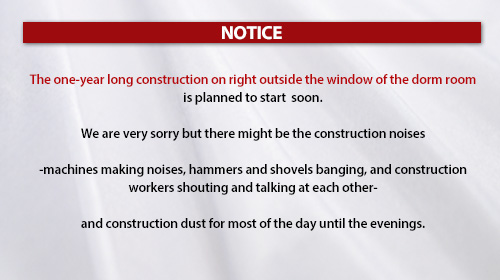 NOTICE
The one-year long construction on right outside the window of the dorm room
is planned to start soon.
We are very sorry but there might be the construction noises
-machines making noises, hammers and shovels banging, and construction
workers shouting and talking at each other-
and construction dust for most of the day until the evenings.